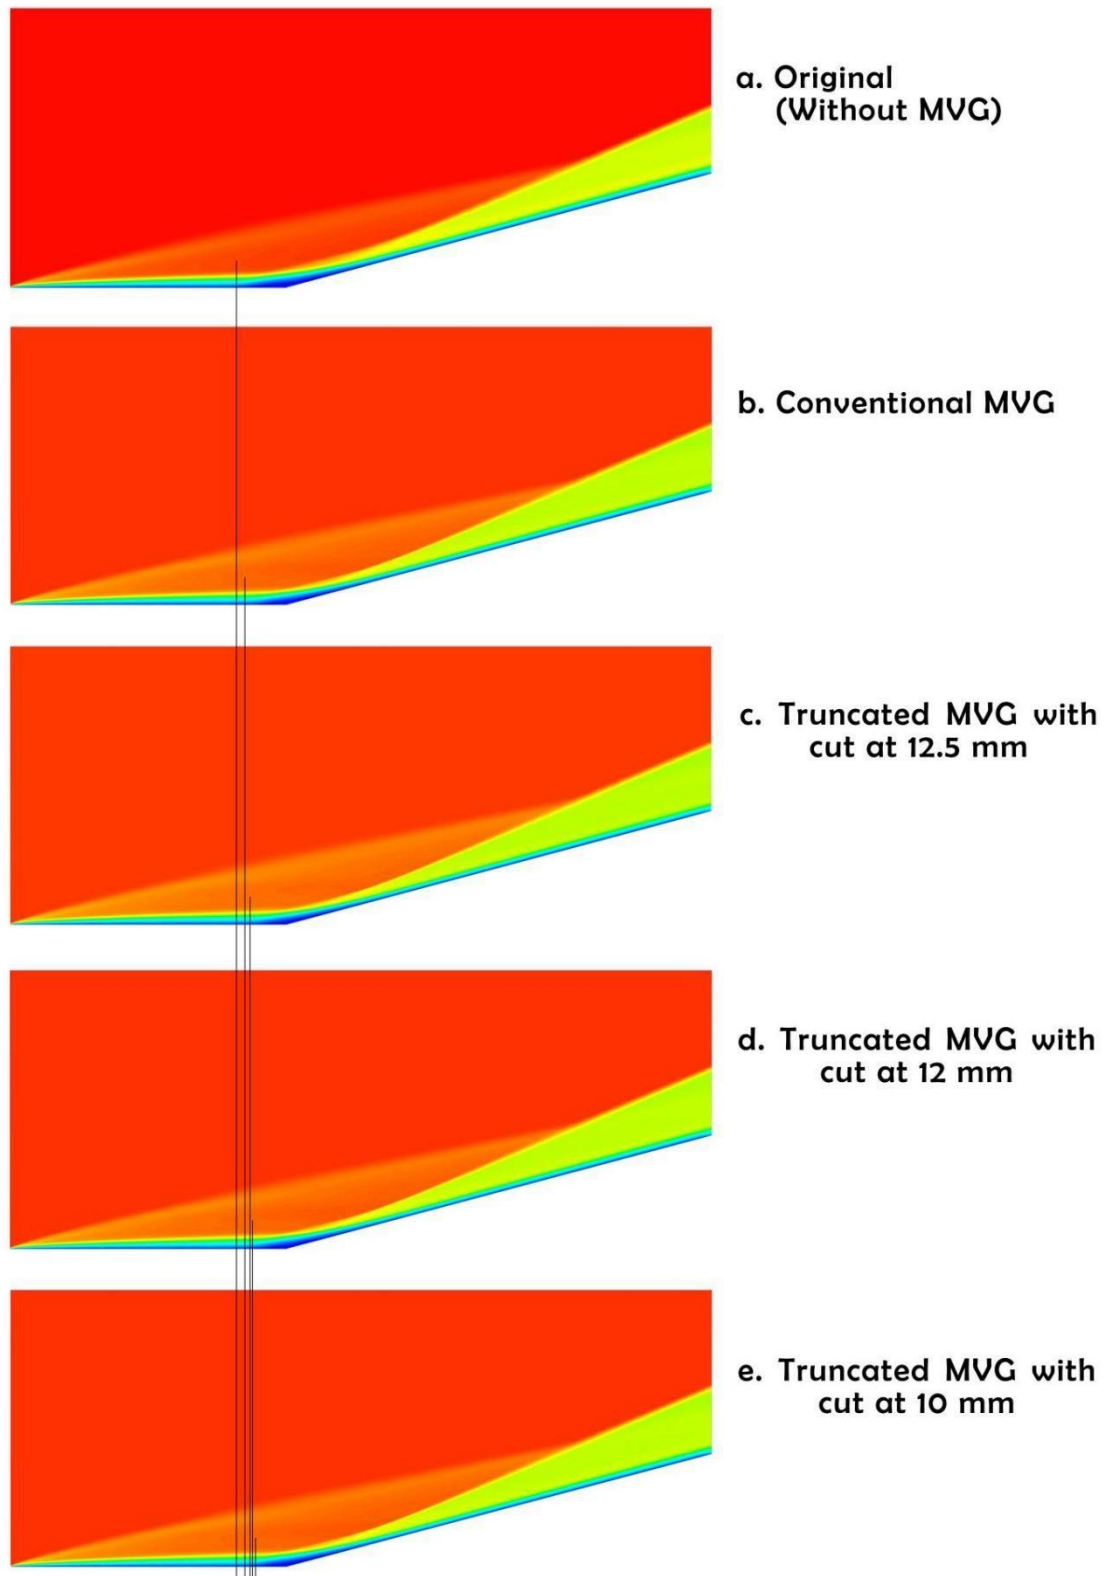 a. Original
(Without MVG)
b. Conventional MVG
c. Truncated MVG with
cut at 12.5 mm
d. Truncated MVG with
cut at 12 mm
e. Truncated MVG with
cut at 10 mm